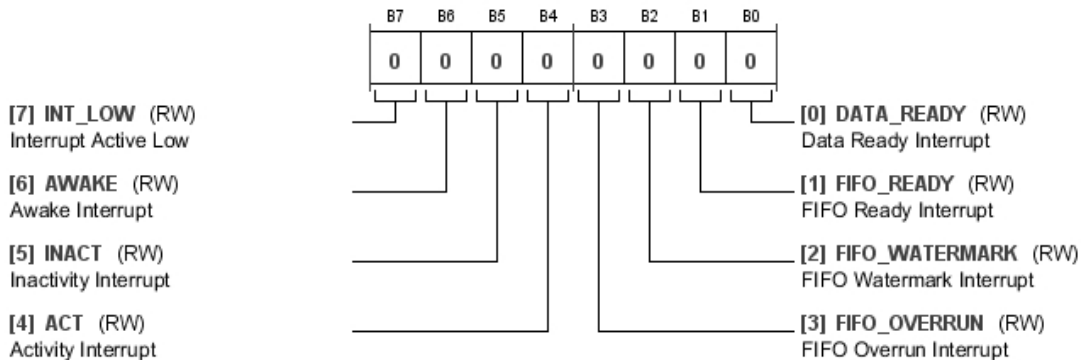 B7 B6 B5 B4 B3 B2 B1 B0
0 0 0 0 0 0 0 0
[7] INT_LOW (RW)
Interrupt Active Low
[6] AWAKE (RW)
Awake Interrupt
[5] INACT (RW)
Inactivity Interrupt
[4] ACT (RW)
Activity Interrupt
[0] DATA_READY (RW)
Data Ready Interrupt
[1] FIFO_READY (RW)
FIFO Ready Interrupt
[2] FIFO_WATERMARK (RW)
FIFO Watermark Interrupt
[3] FIFO_OVERRUN (RW)
FIFO Overrun Interrupt